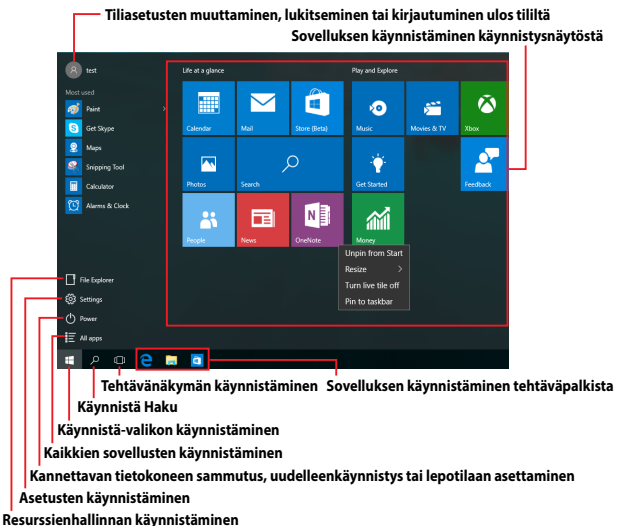 Tiliasetusten muuttaminen, lukitseminen tai kirjautuminen ulos tililtä
Sovelluksen käynnistäminen käynnistysnäytöstä
test
Life at a glance
Play and Explore
Most used
Paint
Get Skype
Maps
Snipping Tool
Calculator
Alarms & Clock
Calendar
Mail
Store (Beta)
Music
Movies & TV
Xbox
Photos
Search
Get Started
Feedback
People
News
OneNote
Money
Unpin from Start
Resize
Turn live tile off
Pin to taskbar
File Explorer
Settings
Power
All apps
Tehtävänäkymän käynnistäminen
Sovelluksen käynnistäminen tehtäväpalkista
Käynnistä Haku
Käynnistä-valikon käynnistäminen
Kaikkien sovellusten käynnistäminen
Kannettavan tietokoneen sammutus, uudelleenkäynnistys tai lepotilaan asettaminen
Asetusten käynnistäminen
Resurssienhallinnan käynnistäminen